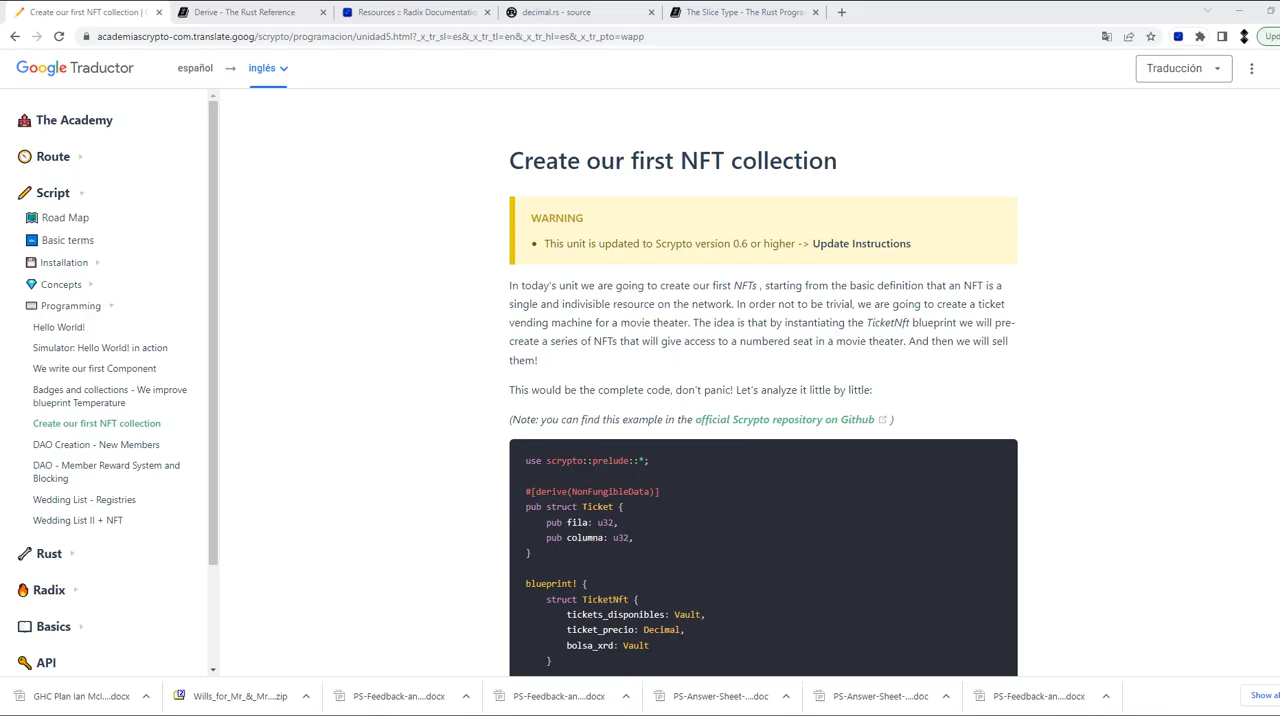 Create our first NFT collection | C
Derive - The Rust Reference
Resources :: Radix Documentatio
decimal.rs - source
The Slice Type - The Rust Progra
academiascrypto-com.translate.goog/scrypto/programacion/unidad5.html?_x_tr_sl=es&_x_tr_tl=en&_x_tr_hl=es&_x_tr_pto=wapp
Upd
Google Traductor
español → inglés
Traducción
The Academy
Route
Script
Road Map
Basic terms
Installation
Concepts
Programming
Hello World!
Simulator: Hello World! in action
We write our first Component
Badges and collections - We improve
blueprint Temperature
Create our first NFT collection
DAO Creation - New Members
DAO - Member Reward System and
Blocking
Wedding List - Registries
Wedding List II + NFT
Rust
Radix
Basics
API
Create our first NFT collection
WARNING
• This unit is updated to Scrypto version 0.6 or higher -> Update Instructions
In today's unit we are going to create our first NFTs , starting from the basic definition that an NFT is a
single and indivisible resource on the network. In order not to be trivial, we are going to create a ticket
vending machine for a movie theater. The idea is that by instantiating the TicketNft blueprint we will pre-
create a series of NFTs that will give access to a numbered seat in a movie theater. And then we will sell
them!
This would be the complete code, don't panic! Let's analyze it little by little:
(Note: you can find this example in the official Scrypto repository on Github )
use scrypto::prelude::*;
#[derive(NonFungibleData)]
pub struct Ticket {
pub fila: u32,
pub columna: u32,
}
blueprint! {
struct TicketNft {
tickets_disponibles: Vault,
ticket_precio: Decimal,
bolsa_xrd: Vault
}
GHC Plan Ian McI....docx
Wills_for_Mr_&_Mr....zip
PS-Feedback-an....docx
PS-Feedback-an....docx
PS-Answer-Sheet-....doc
PS-Answer-Sheet-....doc
PS-Feedback-an....docx
Show al